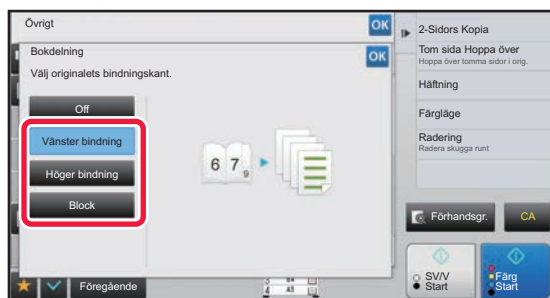 Övrigt
OK
Bokdelning
OK
Välj originalets bindningskant.
Off
Vänster bindning
Höger bindning
Block
6 7
9
Föregående
2-Sidors Kopia
Tom sida Hoppa över
Hoppa över tomma sidor i orig.
Häftning
Färgläge
Radering
Radera skugga runt
Förhandsgr.
CA
SV/V
Start
Färg
Start